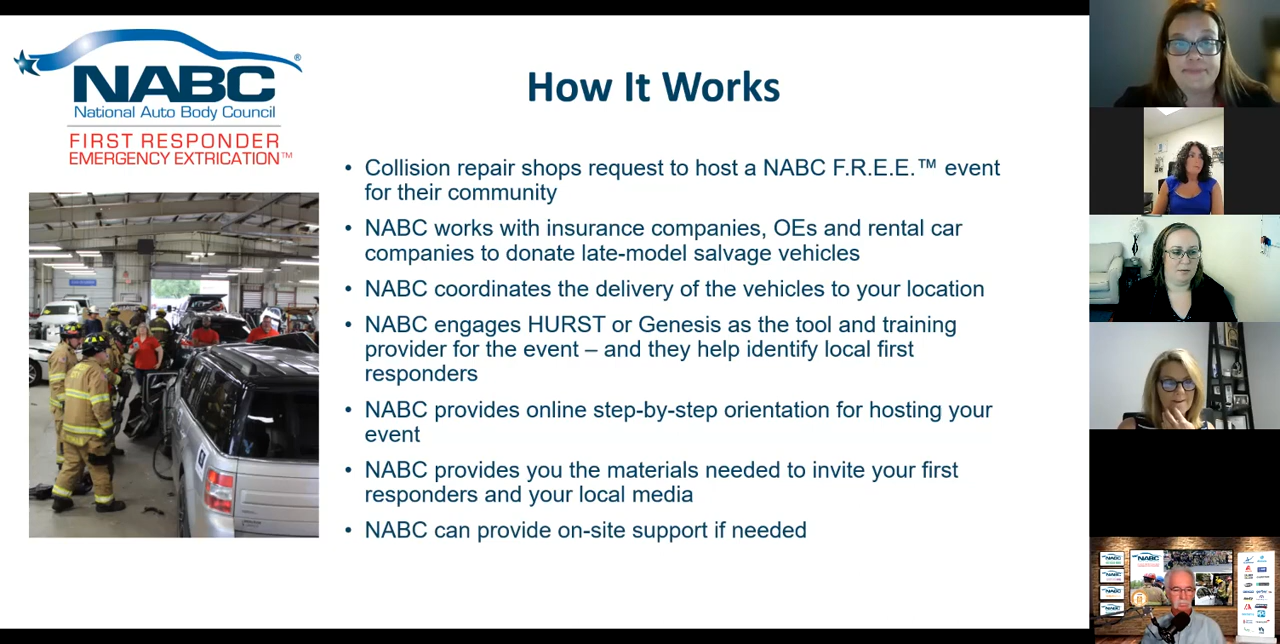 NABC®
National Auto Body Council
FIRST RESPONDER
EMERGENCY EXTRICATION™
How It Works
• Collision repair shops request to host a NABC F.R.E.E.™ event
for their community
• NABC works with insurance companies, OEs and rental car
companies to donate late-model salvage vehicles
• NABC coordinates the delivery of the vehicles to your location
• NABC engages HURST or Genesis as the tool and training
provider for the event – and they help identify local first
responders
• NABC provides online step-by-step orientation for hosting your
event
• NABC provides you the materials needed to invite your first
responders and your local media
• NABC can provide on-site support if needed
NABC
NABC
NABC
NABC
NABC